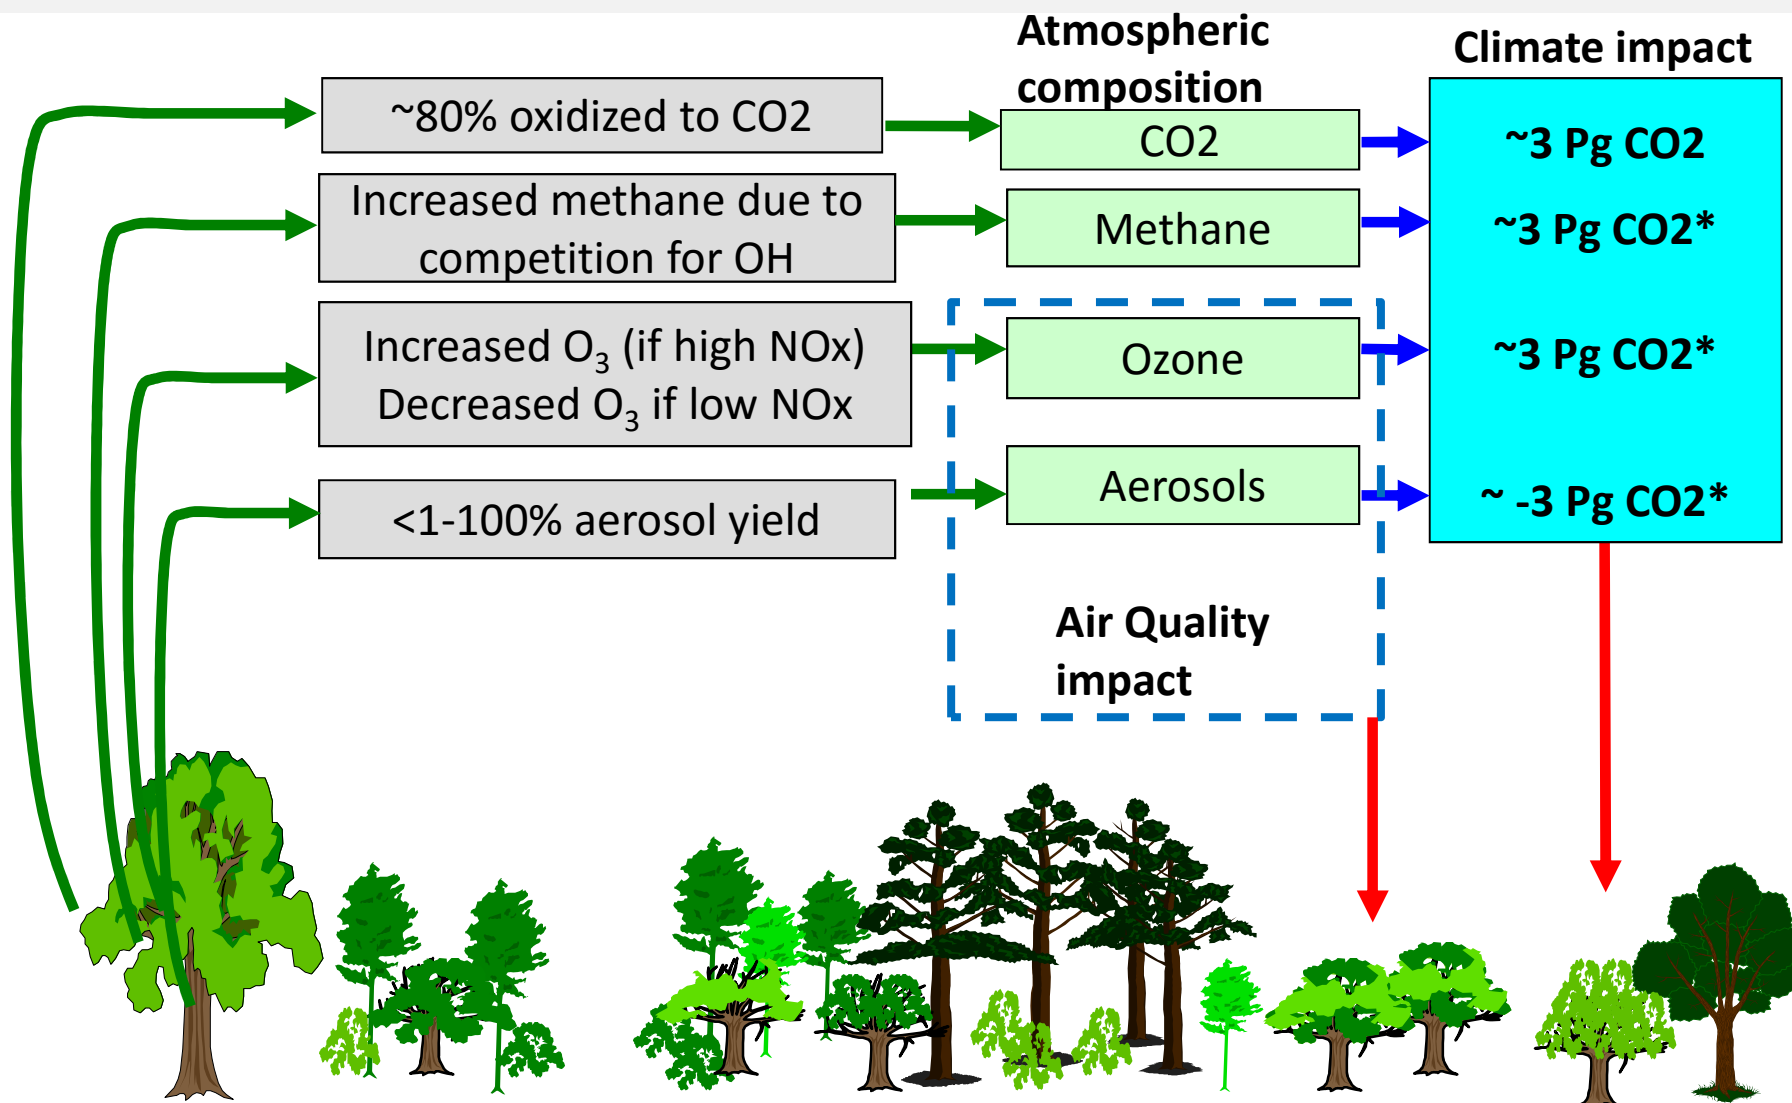 Atmospheric
composition
Climate impact
~80% oxidized to CO2
CO2
~3 Pg CO2
Increased methane due to
competition for OH
Methane
~3 Pg CO2*
Increased O₃ (if high NOx)
Decreased O₃ if low NOx
Ozone
~3 Pg CO2*
<1-100% aerosol yield
Aerosols
~ -3 Pg CO2*
Air Quality
impact